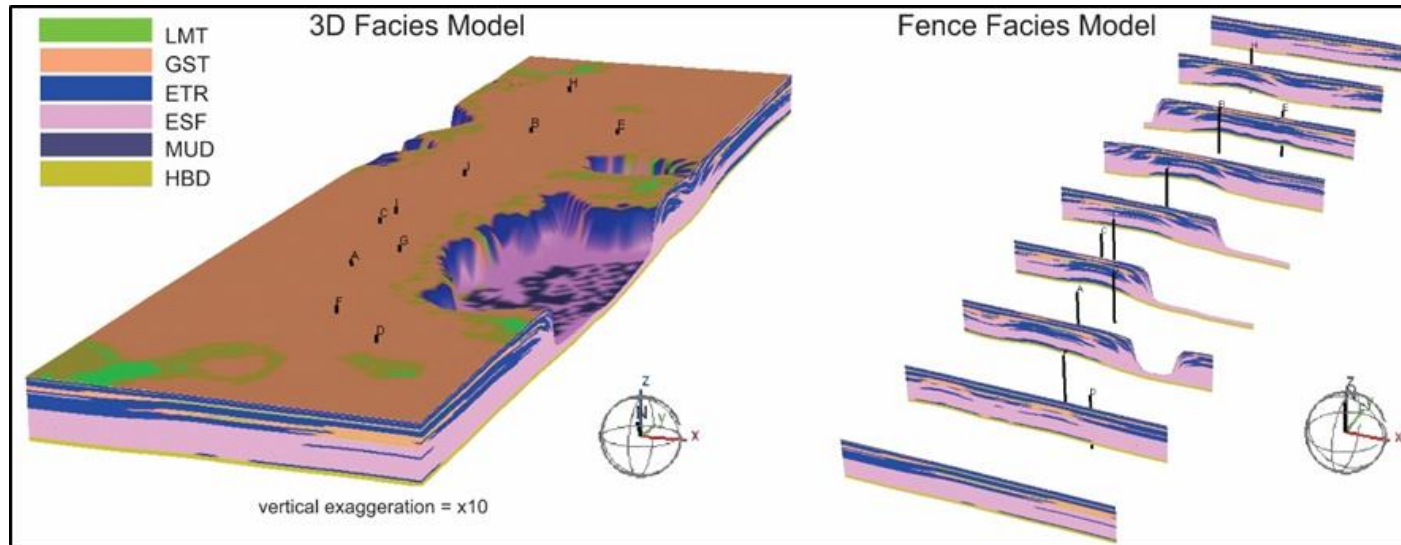 3D Facies Model
Fence Facies Model
LMT
GST
ETR
ESF
MUD
HBD
H
B
E
J
I
C
G
A
F
D
Z
N
Y
X
vertical exaggeration = x10
H
B
E
C
A
Z
X